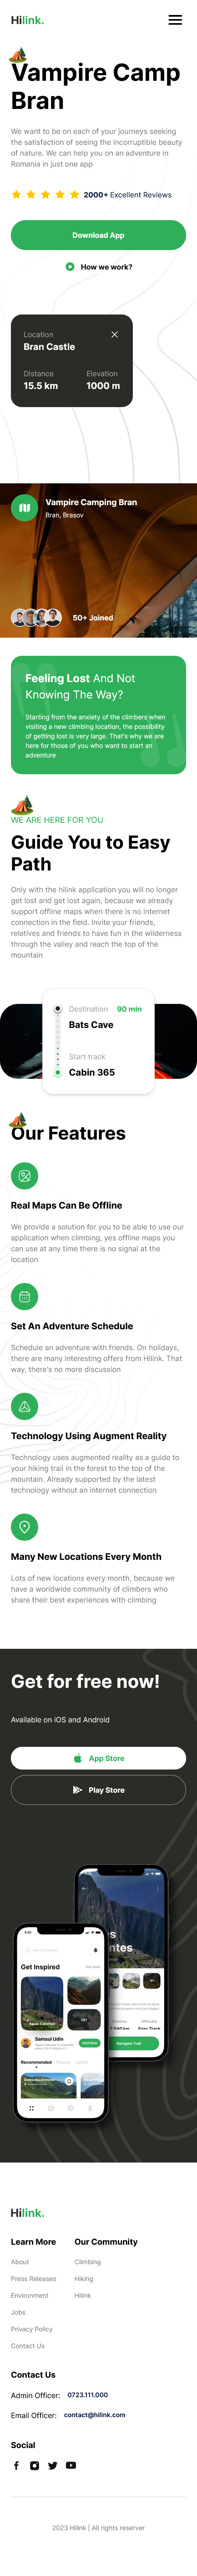 Hilink.
Vampire Camp
Bran
We want to be on each of your journeys seeking
the satisfaction of seeing the incorruptible beauty
of nature. We can help you on an adventure in
Romania in just one app
2000+ Excellent Reviews
Download App
How we work?
Location
Bran Castle
Distance
Elevation
15.5 km
1000 m
Vampire Camping Bran
Bran, Brasov
50+ Joined
Feeling Lost And Not
Knowing The Way?
Starting from the anxiety of the climbers when
visiting a new climbing location, the possibility
of getting lost is very large. That's why we are
here for those of you who want to start an
adventure
WE ARE HERE FOR YOU
Guide You to Easy
Path
Only with the hilink application you will no longer
get lost and get lost again, because we already
support offline maps when there is no internet
connection in the field. Invite your friends,
relatives and friends to have fun in the wilderness
through the valley and reach the top of the
mountain
Destination
90 min
Bats Cave
Start track
Cabin 365
Our Features
Real Maps Can Be Offline
We provide a solution for you to be able to use our
application when climbing, yes offline maps you
can use at any time there is no signal at the
location
Set An Adventure Schedule
Schedule an adventure with friends. On holidays,
there are many interesting offers from Hilink. That
way, there's no more discussion
Technology Using Augment Reality
Technology uses augmented reality as a guide to
your hiking trail in the forest to the top of the
mountain. Already supported by the latest
technology without an internet connection
Many New Locations Every Month
Lots of new locations every month, because we
have a worldwide community of climbers who
share their best experiences with climbing
Get for free now!
Available on iOS and Android
App Store
Play Store
Get Inspired
Samsul Udin
Visit Now
Recommended
Popular
Latest
Navigate Trail
Hilink.
Learn More
Our Community
About
Climbing
Press Releases
Hiking
Environment
Hilink
Jobs
Privacy Policy
Contact Us
Contact Us
Admin Officer: 0723.111.000
Email Officer: contact@hilink.com
Social
2023 Hilink | All rights reserver